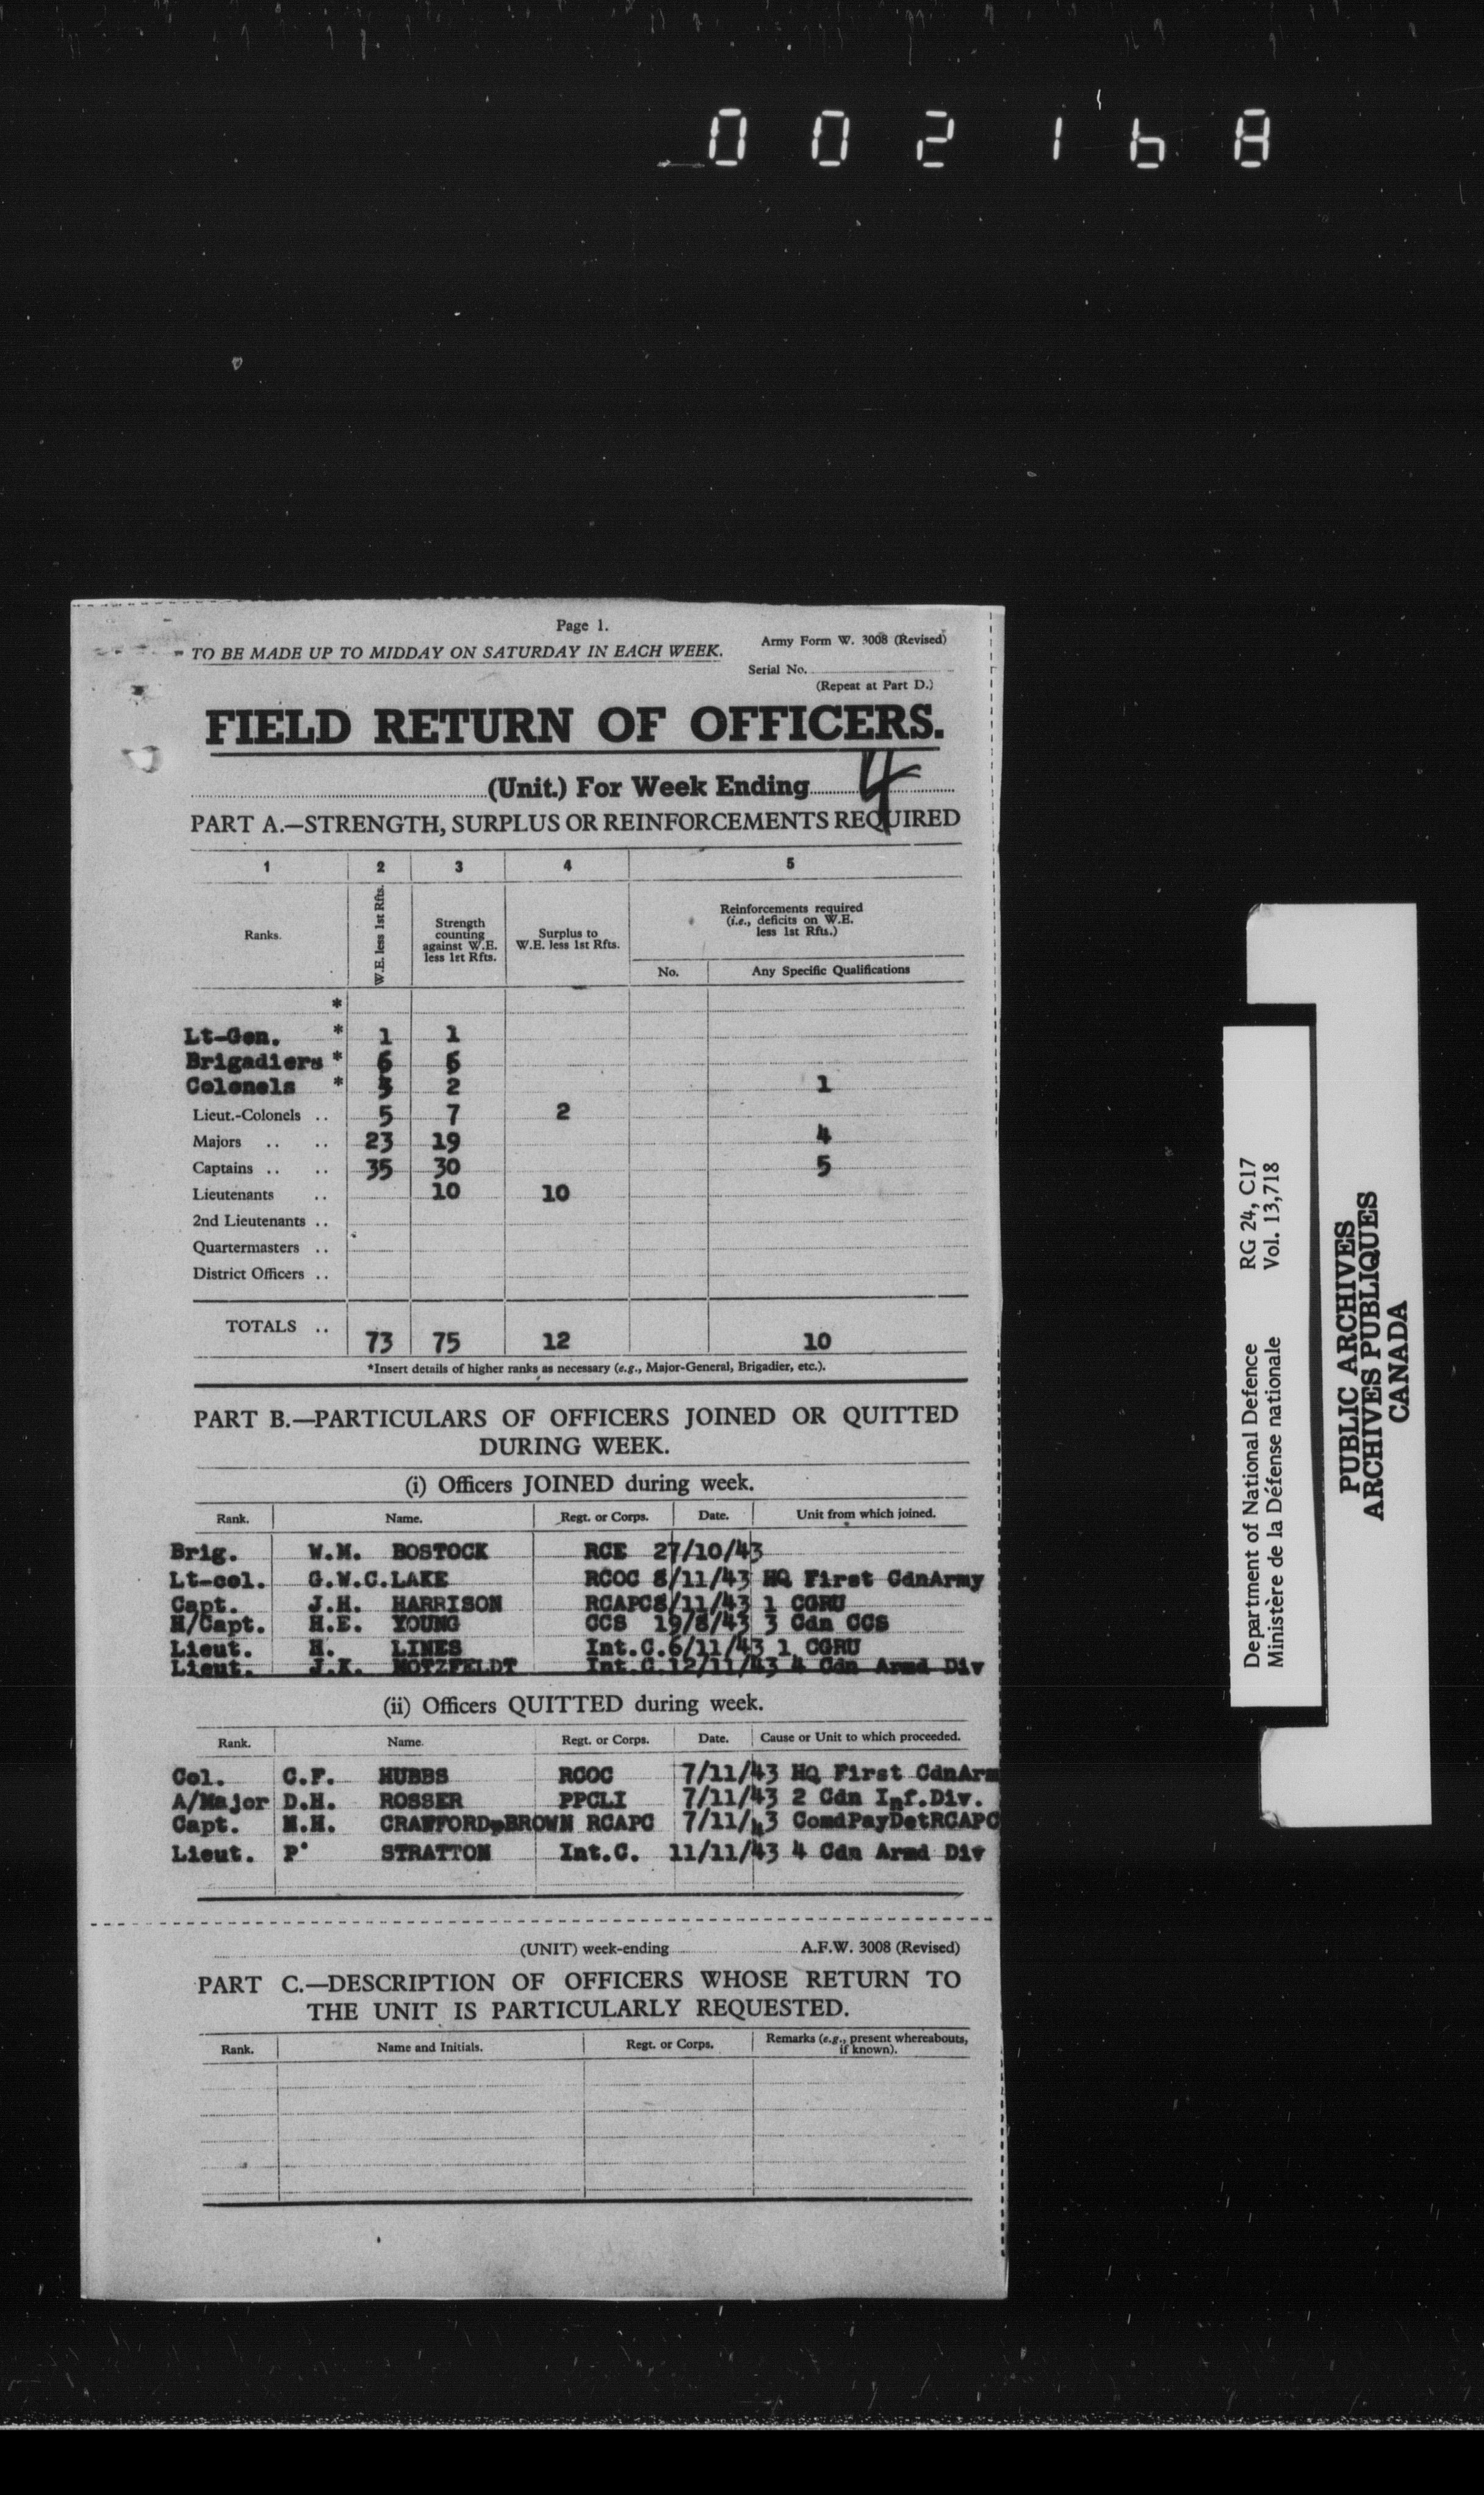 002168
Page 1.
TO BE MADE UP TO MIDDAY ON SATURDAY IN EACH WEEK.
Army Form W. 3008 (Revised)
Serial No.
(Repeat at Part D.)
FIELD RETURN OF OFFICERS.
(Unit.) For Week Ending
4
PART A.—STRENGTH, SURPLUS OR REINFORCEMENTS REQUIRED
1 2 3 4 5
Ranks. W.E. less 1st Rfts. Strength counting against W.E. less 1st Rfts. Surplus to W.E. less 1st Rfts. Reinforcements required (i.e., deficits on W.E. less 1st Rfts.)
No. Any Specific Qualifications
*
Lt-Gen. * 1 1
Brigadiers * 6 6
Colonels * 3 2 1
Lieut.-Colonels .. 5 7 2
Majors .. .. 23 19 4
Captains .. .. 35 30 5
Lieutenants .. 10 10
2nd Lieutenants ..
Quartermasters ..
District Officers ..
TOTALS .. 73 75 12 10
*Insert details of higher ranks as necessary (e.g., Major-General, Brigadier, etc.).
PART B.—PARTICULARS OF OFFICERS JOINED OR QUITTED
DURING WEEK.
(i) Officers JOINED during week.
Rank. Name. Regt. or Corps. Date. Unit from which joined.
Brig. W.M. BOSTOCK RCE 27/10/43
Lt-col. G.W.C.LAKE RCOC 8/11/43 HQ First CdnArmy
Capt. J.H. HARRISON RCAPC 8/11/43 1 CGRU
H/Capt. H.E. YOUNG CCS 19/8/43 3 Cdn CCS
Lieut. H. LINES Int.C. 6/11/43 1 CGRU
Lieut. J.K. MOTZFELDT Int.C. 12/11/43 4 Cdn Armd Div
(ii) Officers QUITTED during week.
Rank. Name. Regt. or Corps. Date. Cause or Unit to which proceeded.
Col. C.F. HUBBS RCOC 7/11/43 HQ First CdnArm
A/Major D.H. ROSSER PPCLI 7/11/43 2 Cdn Inf.Div.
Capt. M.H. CRAWFORD-BROWN RCAPC 7/11/43 ComdPayDetRCAPC
Lieut. P. STRATTON Int.C. 11/11/43 4 Cdn Armd Div
(UNIT) week-ending A.F.W. 3008 (Revised)
PART C.—DESCRIPTION OF OFFICERS WHOSE RETURN TO
THE UNIT IS PARTICULARLY REQUESTED.
Rank. Name and Initials. Regt. or Corps. Remarks (e.g., present whereabouts, if known).
Department of National Defence RG 24, C17
Ministère de la Défense nationale Vol. 13,718
PUBLIC ARCHIVES
ARCHIVES PUBLIQUES
CANADA